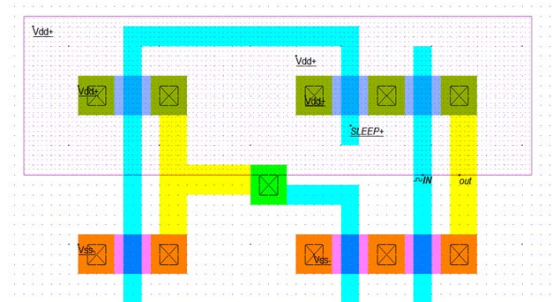 Vdd+
Vdd+
Vdd+
Vdd+
SLEEP+
IN
out
Vss-
Vss-